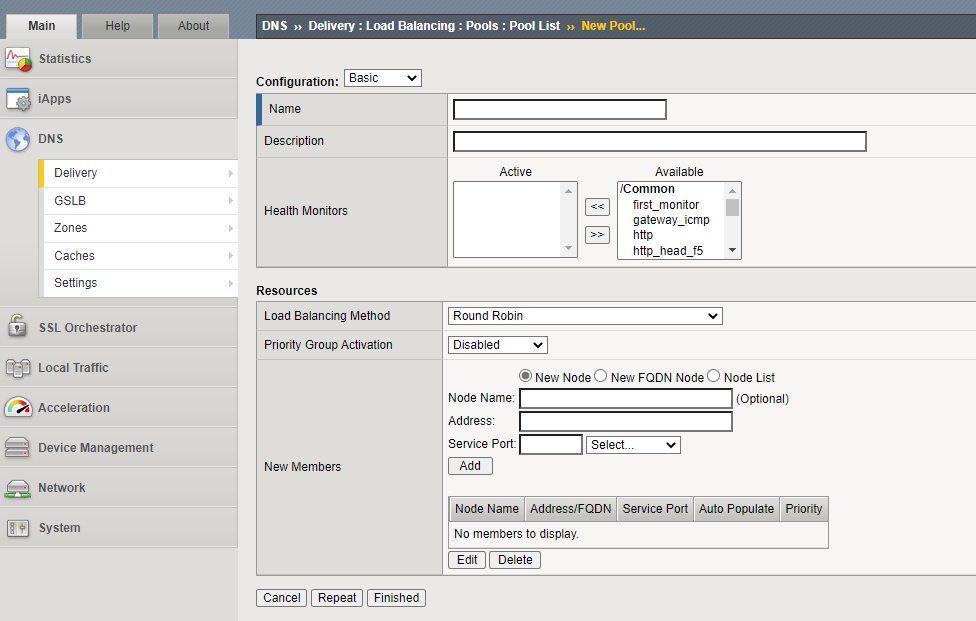 Main Help About
DNS ›› Delivery : Load Balancing : Pools : Pool List ›› New Pool...
Statistics
iApps
DNS
Delivery
GSLB
Zones
Caches
Settings
SSL Orchestrator
Local Traffic
Acceleration
Device Management
Network
System
Configuration: Basic
Name
Description
Health Monitors
Active
Available
<<
>>
/Common
first_monitor
gateway_icmp
http
http_head_f5
Resources
Load Balancing Method Round Robin
Priority Group Activation Disabled
New Members
New Node New FQDN Node Node List
Node Name: (Optional)
Address:
Service Port: Select...
Add
Node Name Address/FQDN Service Port Auto Populate Priority
No members to display.
Edit Delete
Cancel Repeat Finished